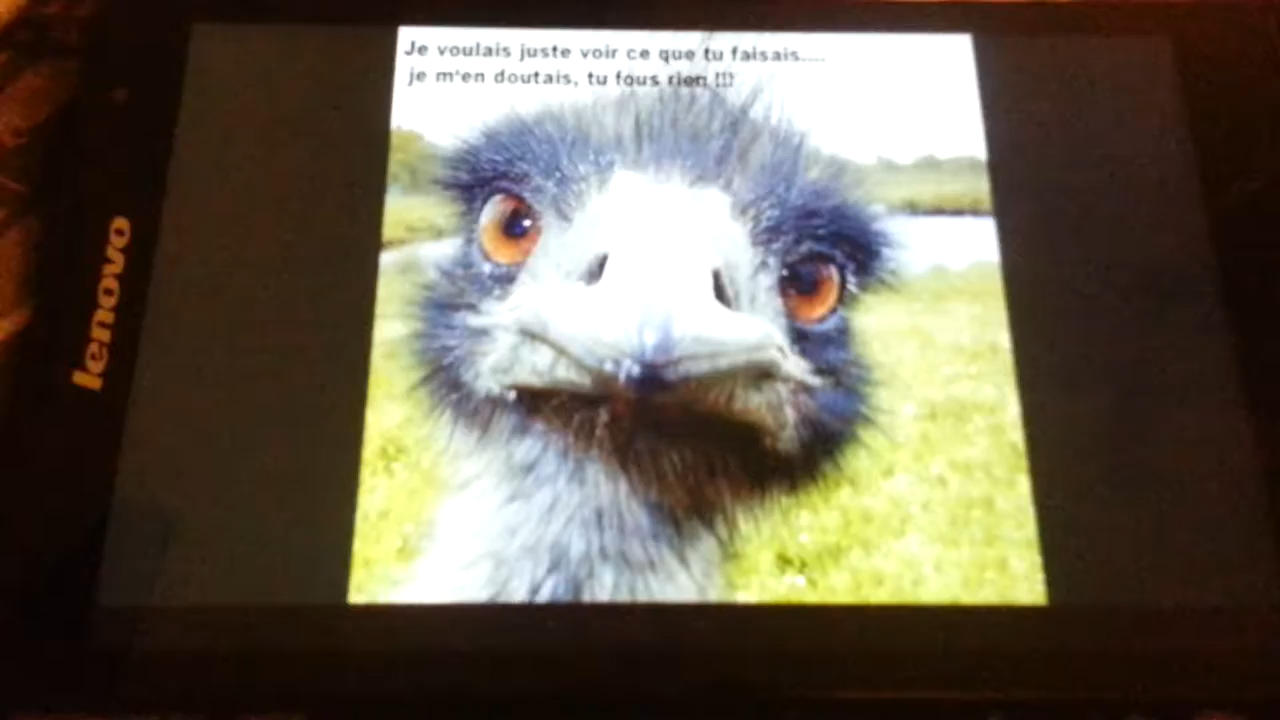 Je voulais juste voir ce que tu faisais....
je m'en doutais, tu fous rien !!!
lenovo